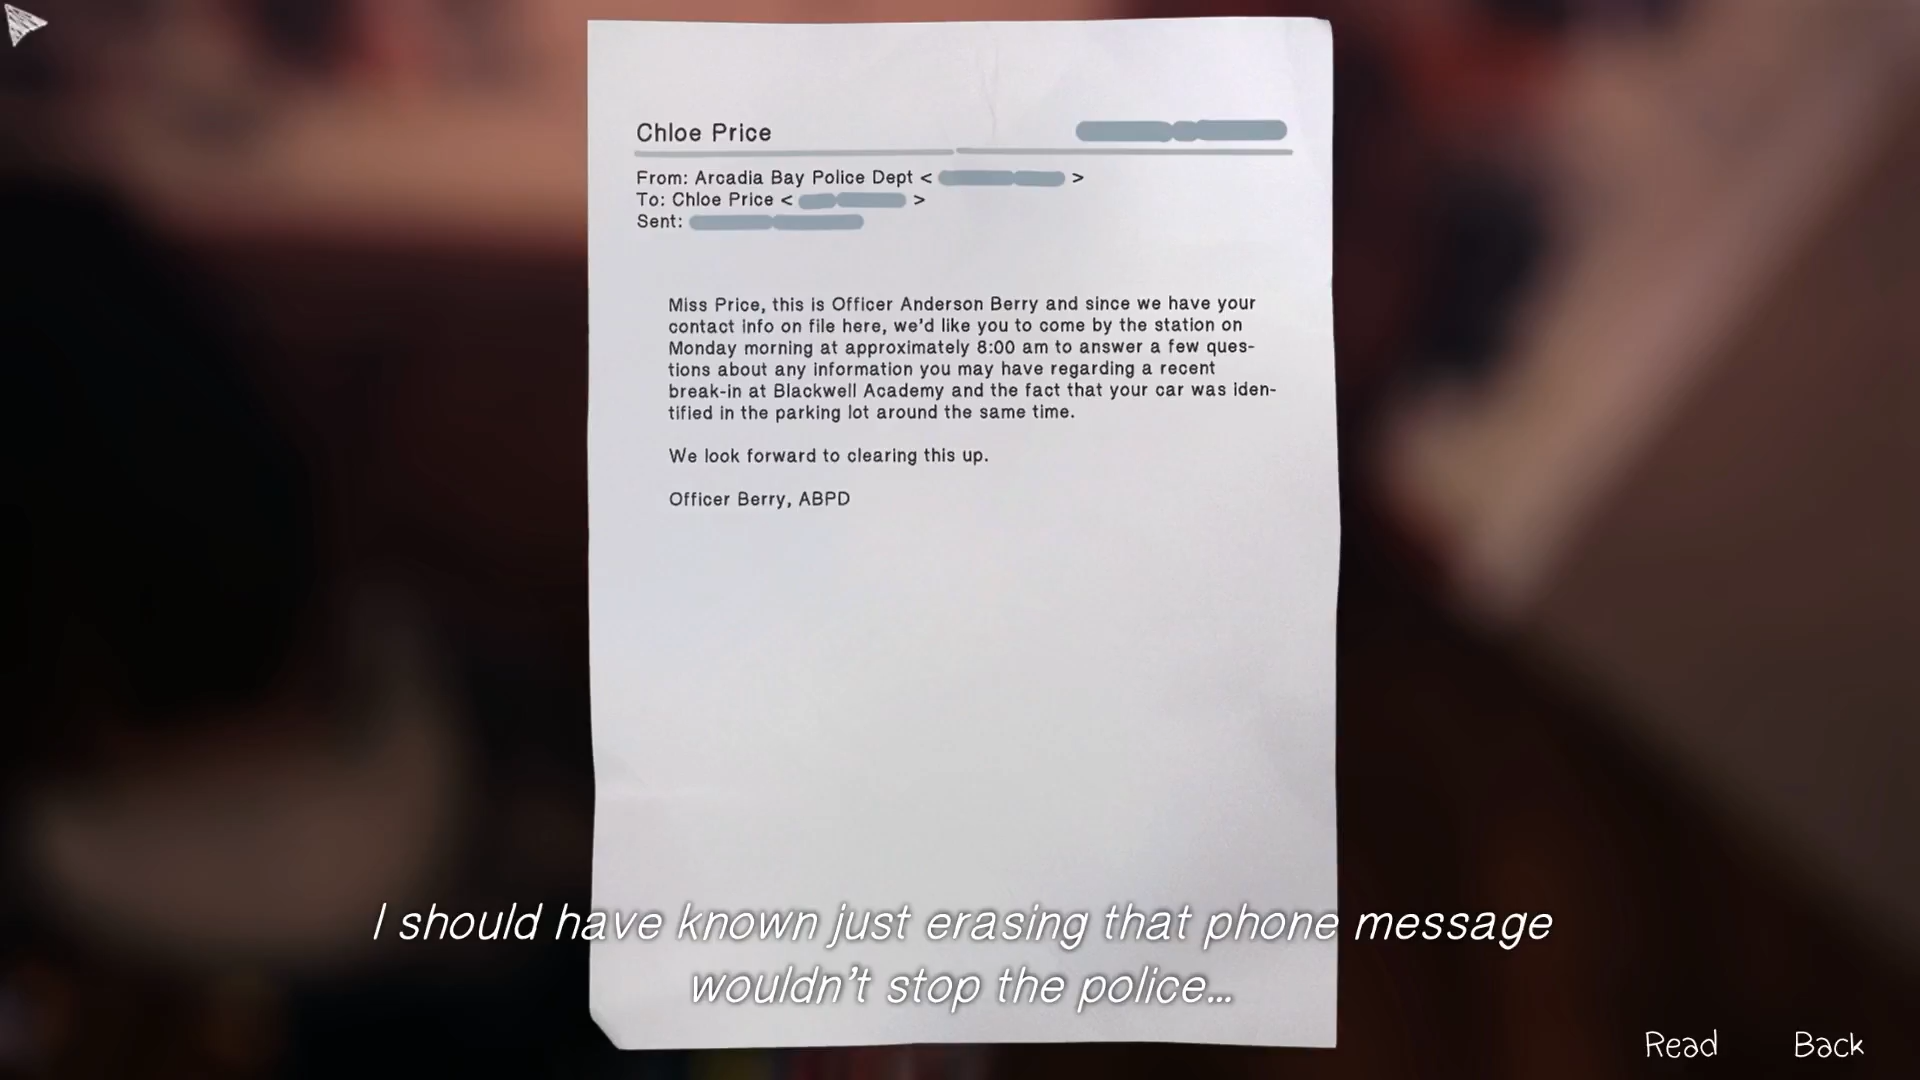 Chloe Price
From: Arcadia Bay Police Dept < >
To: Chloe Price < >
Sent:
Miss Price, this is Officer Anderson Berry and since we have your
contact info on file here, we'd like you to come by the station on
Monday morning at approximately 8:00 am to answer a few ques-
tions about any information you may have regarding a recent
break-in at Blackwell Academy and the fact that your car was iden-
tified in the parking lot around the same time.
We look forward to clearing this up.
Officer Berry, ABPD
I should have known just erasing that phone message
wouldn't stop the police...
Read
Back